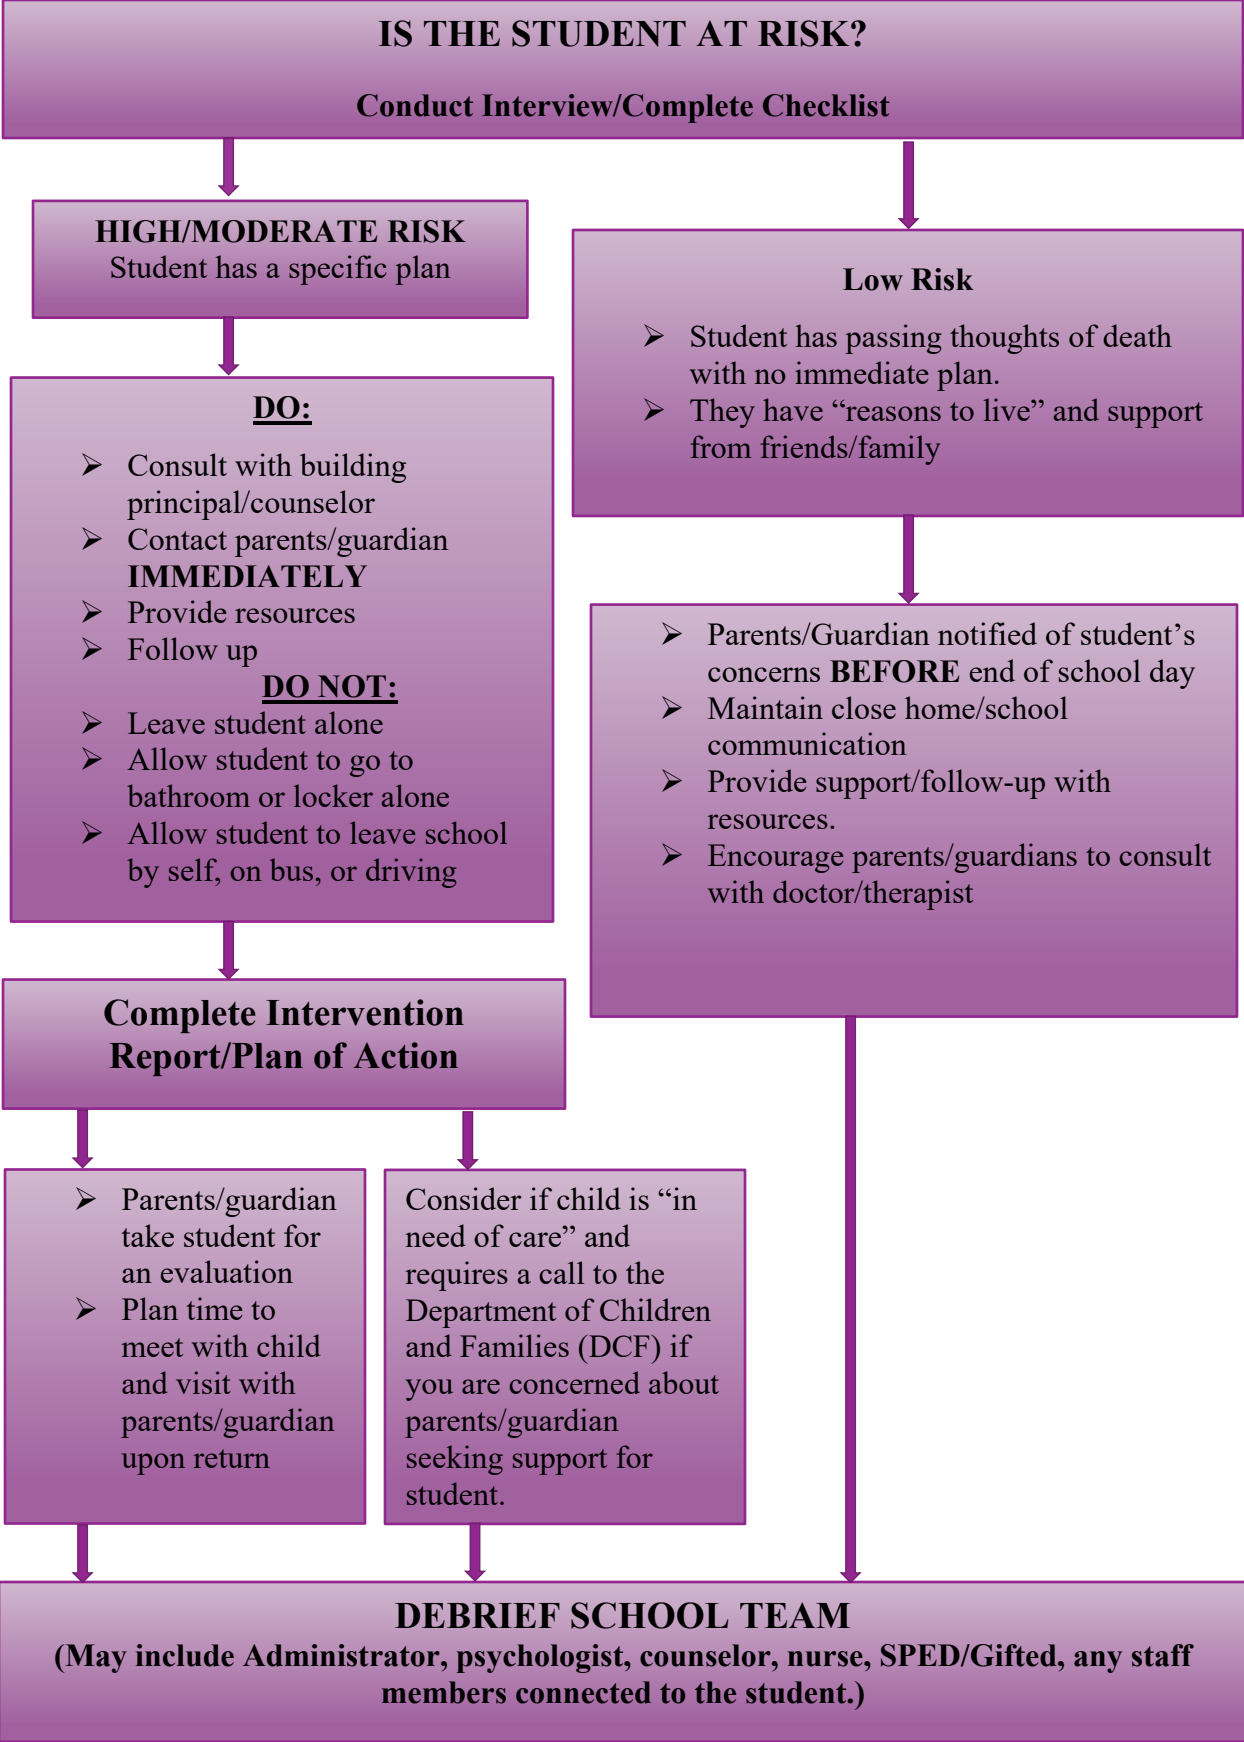 IS THE STUDENT AT RISK?
Conduct Interview/Complete Checklist
HIGH/MODERATE RISK
Student has a specific plan
DO:
➢ Consult with building
principal/counselor
➢ Contact parents/guardian
IMMEDIATELY
➢ Provide resources
➢ Follow up
DO NOT:
➢ Leave student alone
➢ Allow student to go to
bathroom or locker alone
➢ Allow student to leave school
by self, on bus, or driving
Complete Intervention
Report/Plan of Action
➢ Parents/guardian
take student for
an evaluation
➢ Plan time to
meet with child
and visit with
parents/guardian
upon return
Consider if child is “in
need of care” and
requires a call to the
Department of Children
and Families (DCF) if
you are concerned about
parents/guardian
seeking support for
student.
Low Risk
➢ Student has passing thoughts of death
with no immediate plan.
➢ They have “reasons to live” and support
from friends/family
➢ Parents/Guardian notified of student’s
concerns BEFORE end of school day
➢ Maintain close home/school
communication
➢ Provide support/follow-up with
resources.
➢ Encourage parents/guardians to consult
with doctor/therapist
DEBRIEF SCHOOL TEAM
(May include Administrator, psychologist, counselor, nurse, SPED/Gifted, any staff
members connected to the student.)